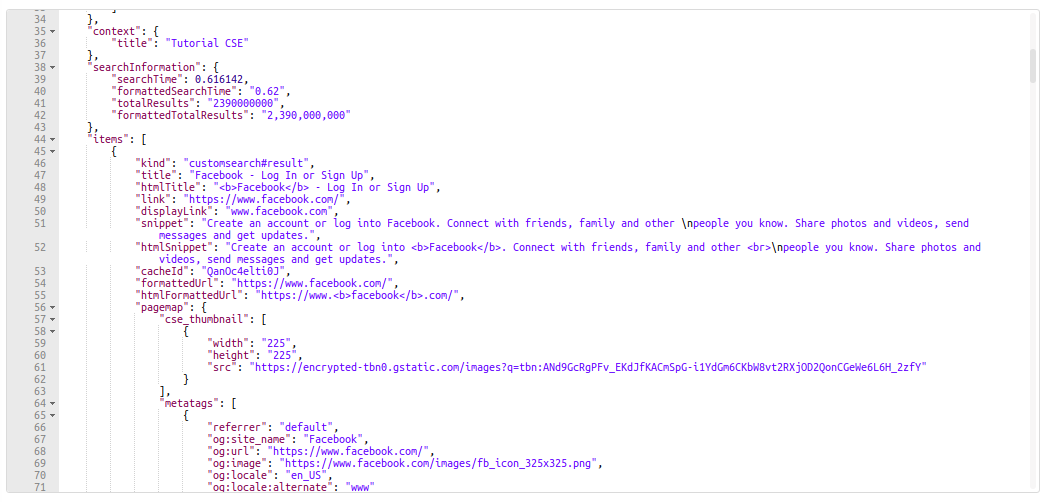 34 },
35 "context": {
36 "title": "Tutorial CSE"
37 },
38 "searchInformation": {
39 "searchTime": 0.616142,
40 "formattedSearchTime": "0.62",
41 "totalResults": "2390000000",
42 "formattedTotalResults": "2,390,000,000"
43 },
44 "items": [
45 {
46 "kind": "customsearch#result",
47 "title": "Facebook - Log In or Sign Up",
48 "htmlTitle": "<b>Facebook</b> - Log In or Sign Up",
49 "link": "https://www.facebook.com/",
50 "displayLink": "www.facebook.com",
51 "snippet": "Create an account or log into Facebook. Connect with friends, family and other \npeople you know. Share photos and videos, send
messages and get updates.",
52 "htmlSnippet": "Create an account or log into <b>Facebook</b>. Connect with friends, family and other <br>\npeople you know. Share photos and
videos, send messages and get updates.",
53 "cacheId": "QanOc4elti0J",
54 "formattedUrl": "https://www.facebook.com/",
55 "htmlFormattedUrl": "https://www.<b>facebook</b>.com/",
56 "pagemap": {
57 "cse_thumbnail": [
58 {
59 "width": "225",
60 "height": "225",
61 "src": "https://encrypted-tbn0.gstatic.com/images?q=tbn:ANd9GcRgPFv_EKdJfKACmSpG-i1YdGm6CKbW8vt2RXjOD2QonCGeWe6L6H_2zfY"
62 }
63 ],
64 "metatags": [
65 {
66 "referrer": "default",
67 "og:site_name": "Facebook",
68 "og:url": "https://www.facebook.com/",
69 "og:image": "https://www.facebook.com/images/fb_icon_325x325.png",
70 "og:locale": "en_US",
71 "og:locale:alternate": "www"